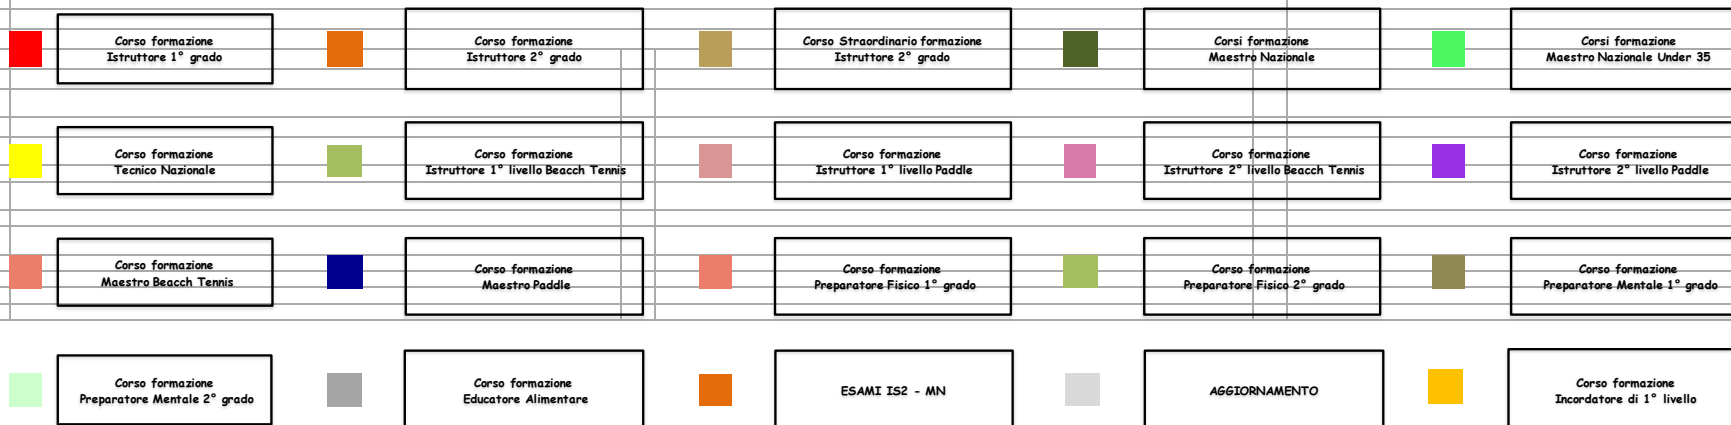 Corso formazione
Istruttore 1° grado
Corso formazione
Istruttore 2° grado
Corso Straordinario formazione
Istruttore 2° grado
Corsi formazione
Maestro Nazionale
Corsi formazione
Maestro Nazionale Under 35
Corso formazione
Tecnico Nazionale
Corso formazione
Istruttore 1° livello Beacch Tennis
Corso formazione
Istruttore 1° livello Paddle
Corso formazione
Istruttore 2° livello Beacch Tennis
Corso formazione
Istruttore 2° livello Paddle
Corso formazione
Maestro Beacch Tennis
Corso formazione
Maestro Paddle
Corso formazione
Preparatore Fisico 1° grado
Corso formazione
Preparatore Fisico 2° grado
Corso formazione
Preparatore Mentale 1° grado
Corso formazione
Preparatore Mentale 2° grado
Corso formazione
Educatore Alimentare
ESAMI IS2 - MN
AGGIORNAMENTO
Corso formazione
Incordatore di 1° livello